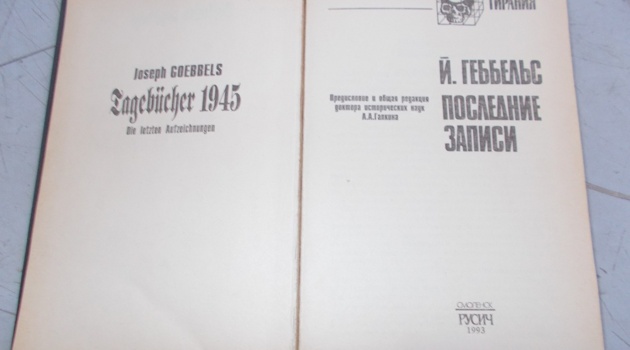 Joseph GOEBBELS
Tagebücher 1945
Die letzten Aufzeichnungen
ТИРАНИЯ
Й. ГЕББЕЛЬС
ПОСЛЕДНИЕ
ЗАПИСИ
Предисловие и общая редакция
доктора исторических наук
А.А.Галкина
СМОЛЕНСК
РУСИЧ
1993